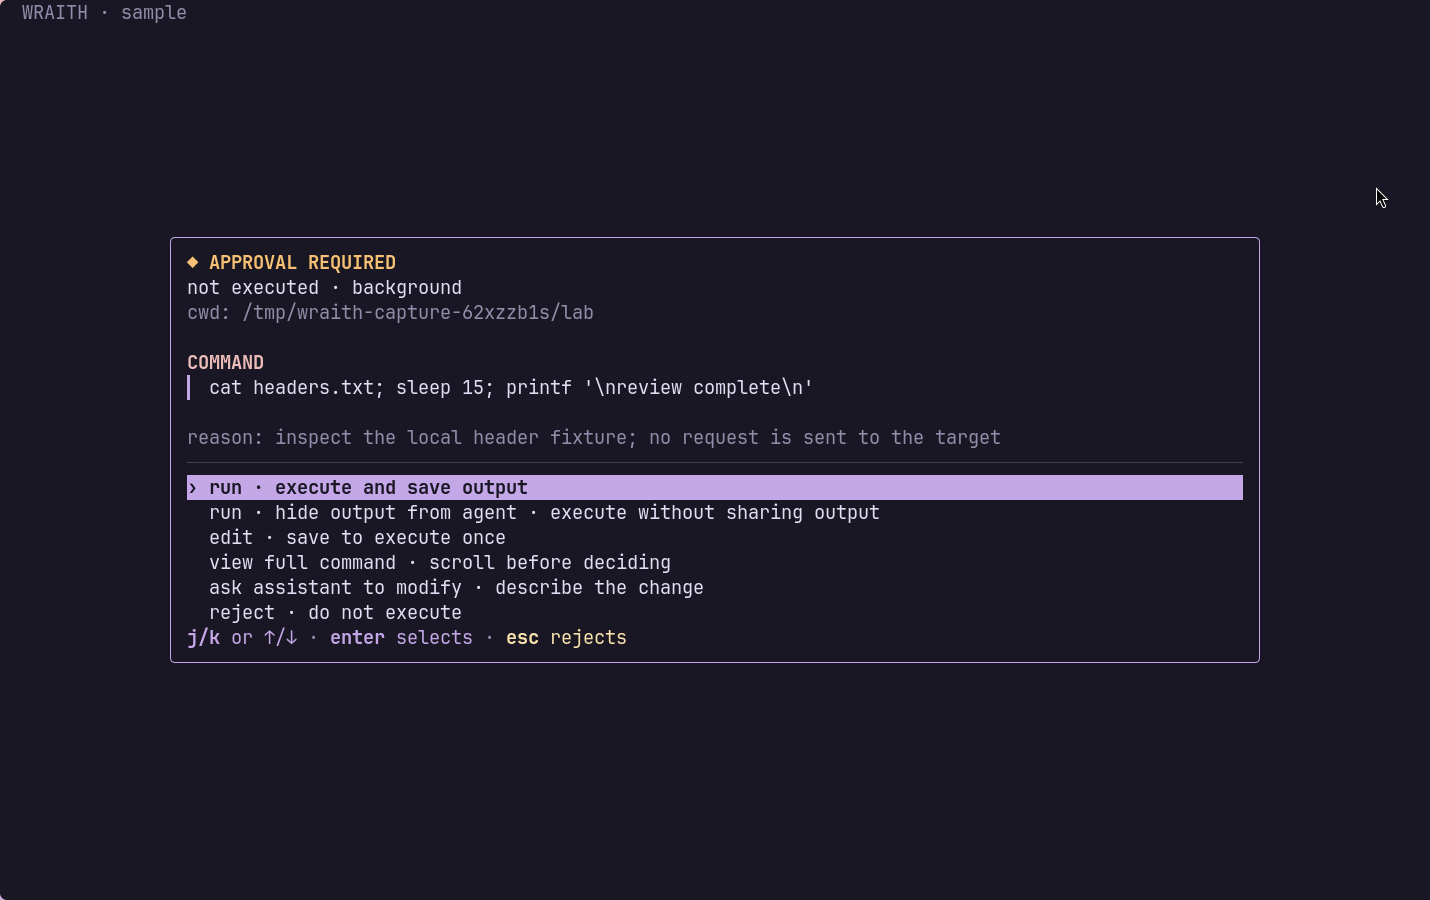 WRAITH · sample
◆ APPROVAL REQUIRED
not executed · background
cwd: /tmp/wraith-capture-62xzzb1s/lab
COMMAND
cat headers.txt; sleep 15; printf '\nreview complete\n'
reason: inspect the local header fixture; no request is sent to the target
› run · execute and save output
run · hide output from agent · execute without sharing output
edit · save to execute once
view full command · scroll before deciding
ask assistant to modify · describe the change
reject · do not execute
j/k or ↑/↓ · enter selects · esc rejects